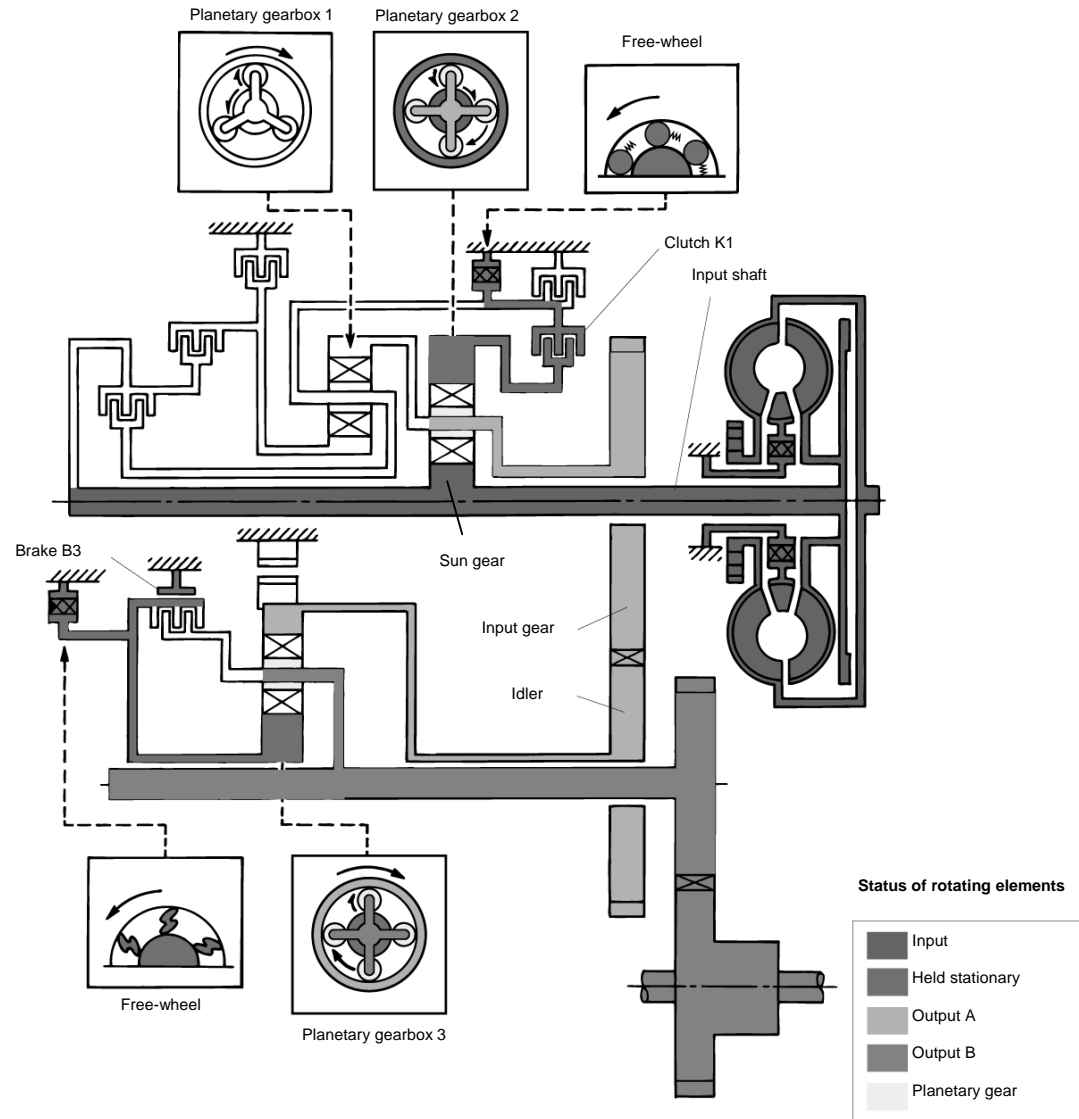 Planetary gearbox 1
Planetary gearbox 2
Free-wheel
Clutch K1
Input shaft
Sun gear
Brake B3
Input gear
Idler
Free-wheel
Planetary gearbox 3
Status of rotating elements
Input
Held stationary
Output A
Output B
Planetary gear